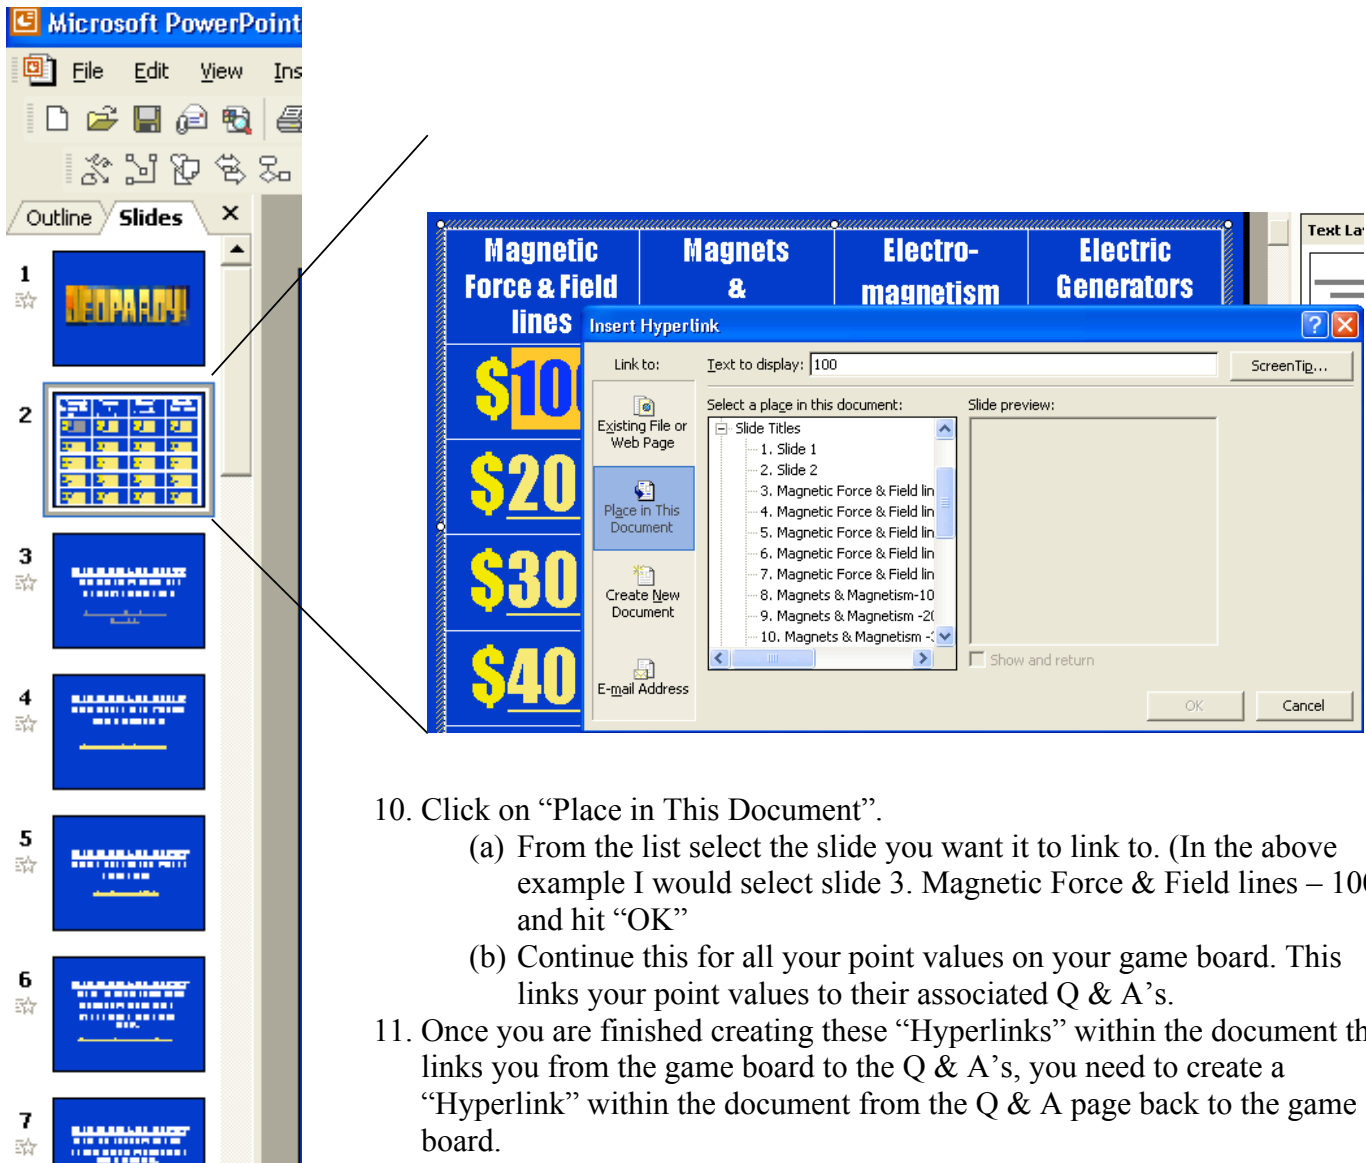 Microsoft PowerPoint
File Edit View Ins
Outline Slides
1
JEOPARDY!
2
3
4
5
6
7
Magnetic Force & Field lines
Magnets &
Electro-magnetism
Electric Generators
$100
$20
$30
$40
Text La
Insert Hyperlink
Link to:
Text to display: 100
ScreenTip...
Existing File or Web Page
Place in This Document
Create New Document
E-mail Address
Select a place in this document:
Slide Titles
1. Slide 1
2. Slide 2
3. Magnetic Force & Field lin
4. Magnetic Force & Field lin
5. Magnetic Force & Field lin
6. Magnetic Force & Field lin
7. Magnetic Force & Field lin
8. Magnets & Magnetism-10
9. Magnets & Magnetism -20
10. Magnets & Magnetism -3
Slide preview:
Show and return
OK
Cancel
10. Click on “Place in This Document”.
(a) From the list select the slide you want it to link to. (In the above
example I would select slide 3. Magnetic Force & Field lines – 100
and hit “OK”
(b) Continue this for all your point values on your game board. This
links your point values to their associated Q & A’s.
11. Once you are finished creating these “Hyperlinks” within the document th
links you from the game board to the Q & A’s, you need to create a
“Hyperlink” within the document from the Q & A page back to the game
board.